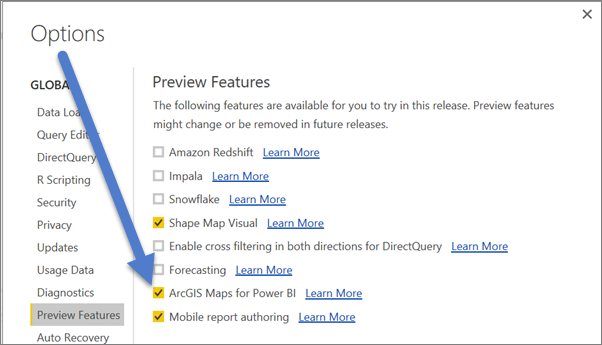 Options
GLOBA
Data Loa
Query Edit
DirectQuery
R Scripting
Security
Privacy
Updates
Usage Data
Diagnostics
Preview Features
Auto Recovery
Preview Features
The following features are available for you to try in this release. Preview features
might change or be removed in future releases.
Amazon Redshift Learn More
Impala Learn More
Snowflake Learn More
Shape Map Visual Learn More
Enable cross filtering in both directions for DirectQuery Learn More
Forecasting Learn More
ArcGIS Maps for Power BI Learn More
Mobile report authoring Learn More